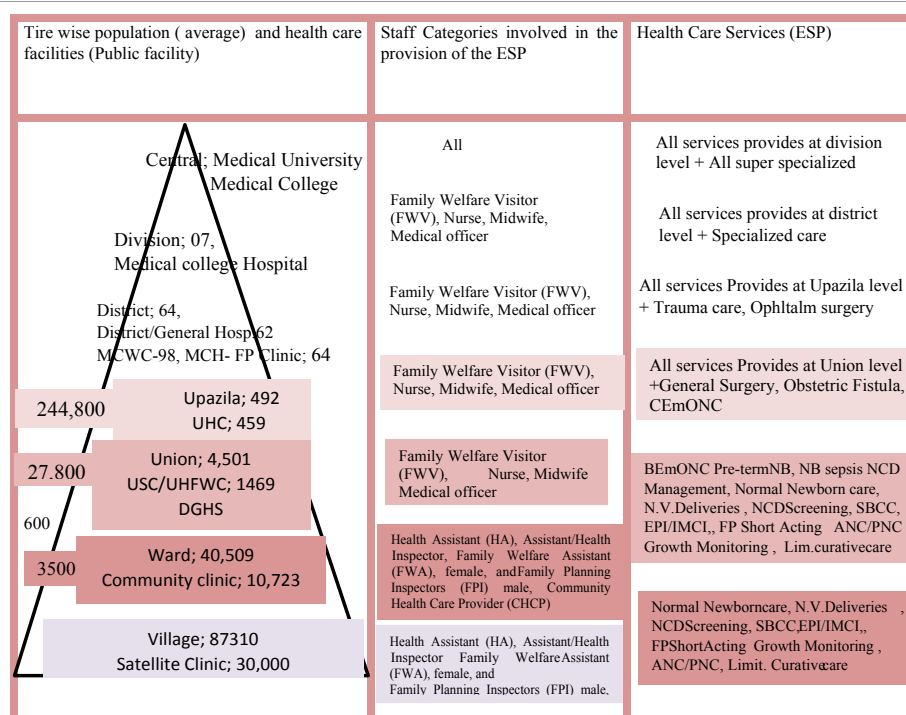 Tire wise population ( average)  and health care
facilities (Public facility)
Staff Categories involved in the
provision of the ESP
Health Care Services (ESP)
Central; Medical University
Medical College
All
All services provides at division
level + All super specialized
Division; 07,
Medical college Hospital
Family Welfare Visitor
(FWV), Nurse, Midwife,
Medical officer
All services provides at district
level + Specialized care
District; 64,
District/General Hosp;62
MCWC-98, MCH- FP Clinic; 64
Family Welfare Visitor (FWV),
Nurse, Midwife, Medical officer
All services Provides at Upazila level
+ Trauma care, Ophltalm surgery
244,800
Upazila; 492
UHC; 459
Family Welfare Visitor (FWV),
Nurse, Midwife, Medical officer
All services Provides at Union level
+General Surgery, Obstetric Fistula,
CEmONC
27.800
Union; 4,501
USC/UHFWC; 1469
DGHS
Family Welfare Visitor
(FWV), Nurse, Midwife
Medical officer
BEmONC Pre-termNB, NB sepsis NCD
Management, Normal Newborn care,
N.V.Deliveries , NCDScreening, SBCC,
EPI/IMCI,, FP Short Acting ANC/PNC
Growth Monitoring , Lim.curativecare
600
3500
Ward; 40,509
Community clinic; 10,723
Health Assistant (HA), Assistant/Health
Inspector, Family Welfare Assistant
(FWA), female, andFamily Planning
Inspectors (FPI) male, Community
Health Care Provider (CHCP)
Normal Newborncare, N.V.Deliveries ,
NCDScreening, SBCC,EPI/IMCI,,
FPShortActing Growth Monitoring ,
ANC/PNC, Limit. Curativecare
Village; 87310
Satellite Clinic; 30,000
Health Assistant (HA), Assistant/Health
Inspector Family WelfareAssistant
(FWA), female, and
Family Planning Inspectors (FPI) male,